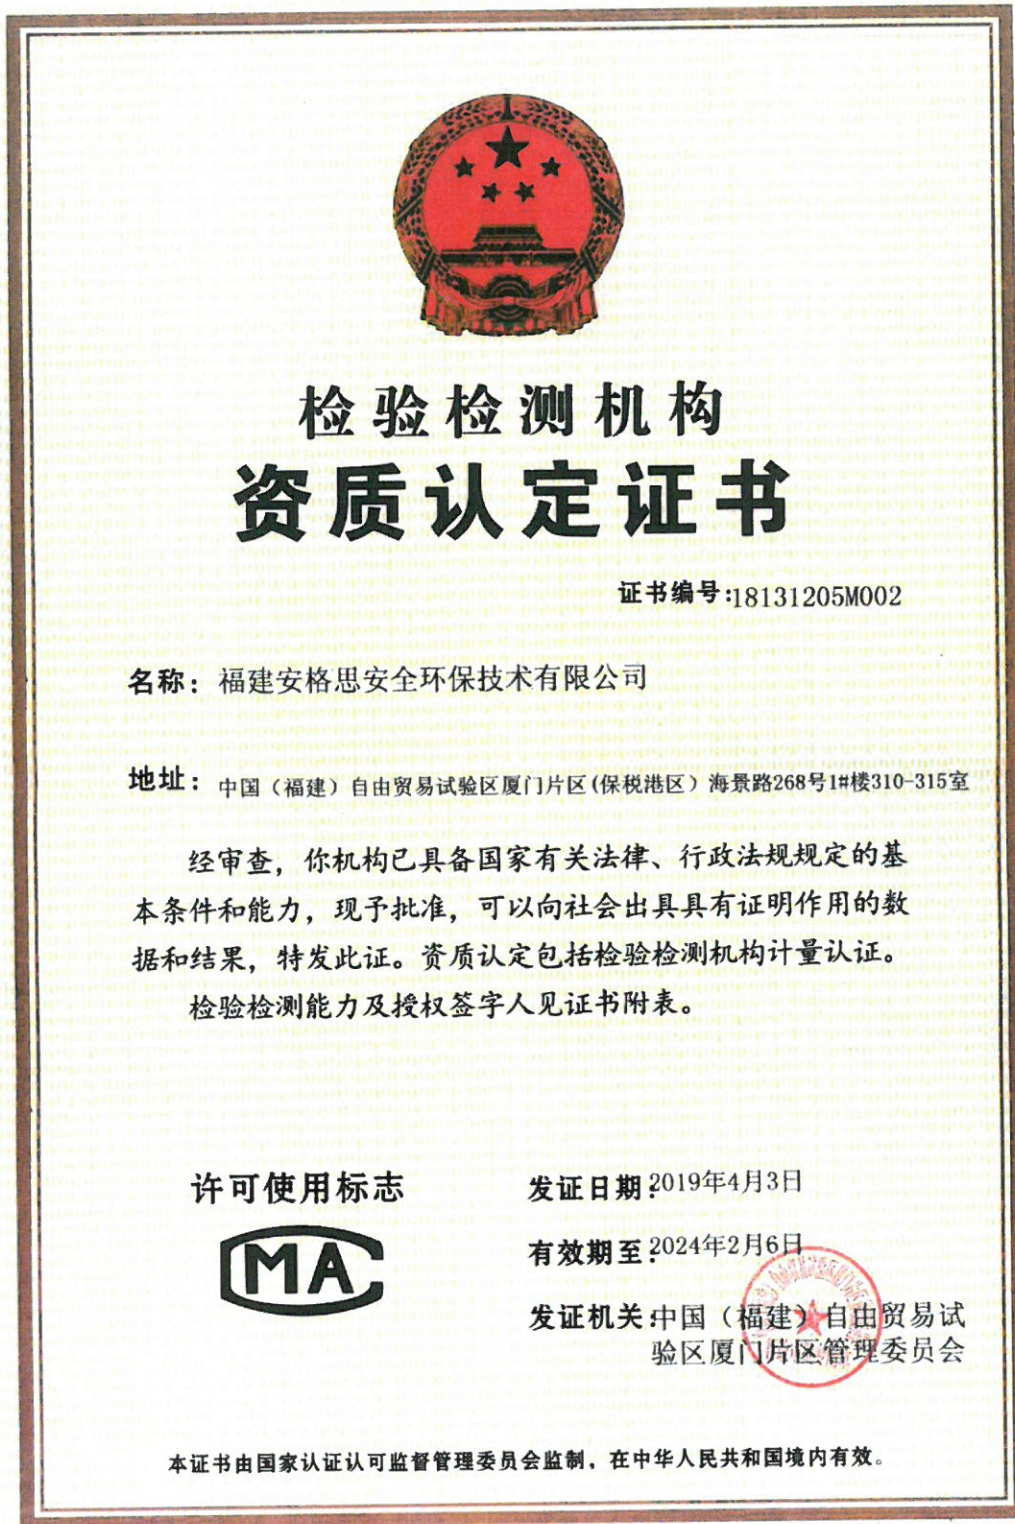 检验检测机构
资质认定证书
证书编号:18131205M002
名称：福建安格思安全环保技术有限公司
地址：中国（福建）自由贸易试验区厦门片区(保税港区）海景路268号1#楼310-315室
经审查，你机构已具备国家有关法律、行政法规规定的基
本条件和能力，现予批准，可以向社会出具具有证明作用的数
据和结果，特发此证。资质认定包括检验检测机构计量认证。
检验检测能力及授权签字人见证书附表。
许可使用标志
MA
发证日期：2019年4月3日
有效期至：2024年2月6日
发证机关：中国（福建）自由贸易试
验区厦门片区管理委员会
本证书由国家认证认可监督管理委员会监制，在中华人民共和国境内有效。